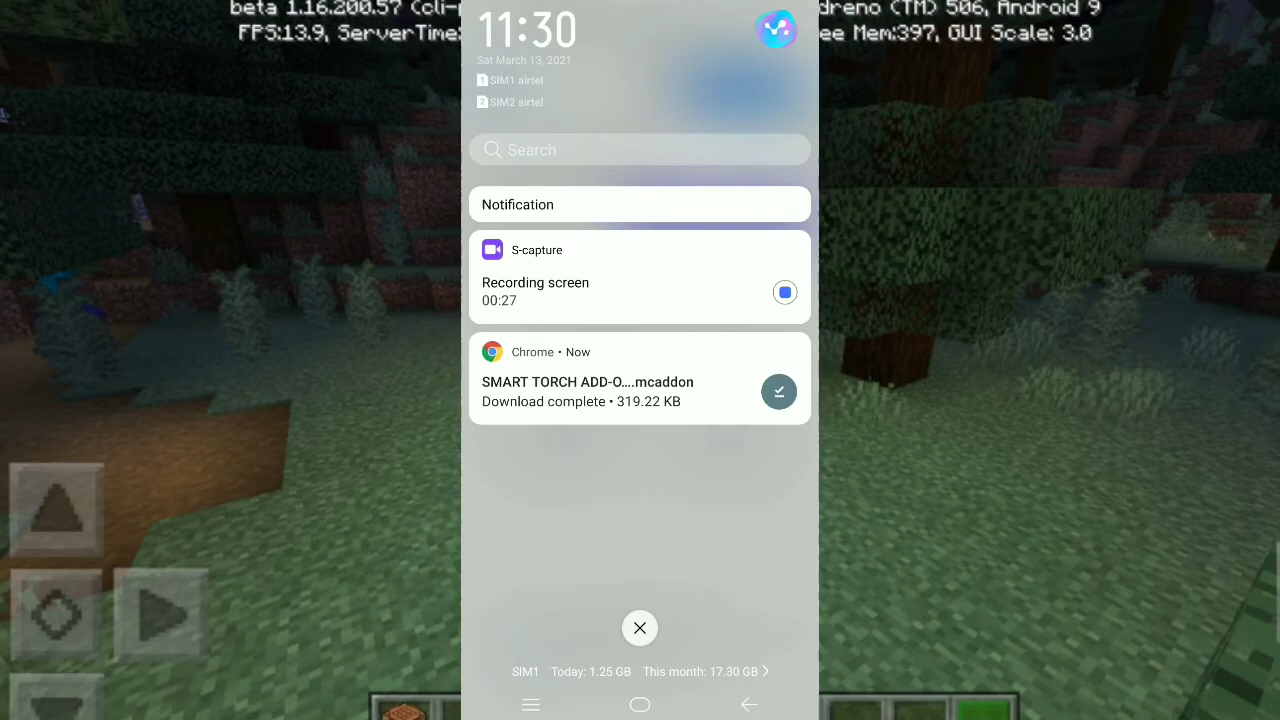 beta 1.16.200.57 (cli-
dreno (TM) 506, Android 9
FPS:13.9, ServerTime:
ee Mem:397, GUI Scale: 3.0
11:30
Sat March 13, 2021
1 SIM1 airtel
2 SIM2 airtel
Search
Notification
S-capture
Recording screen
00:27
Chrome • Now
SMART TORCH ADD-O....mcaddon
Download complete • 319.22 KB
SIM1 Today: 1.25 GB This month: 17.30 GB